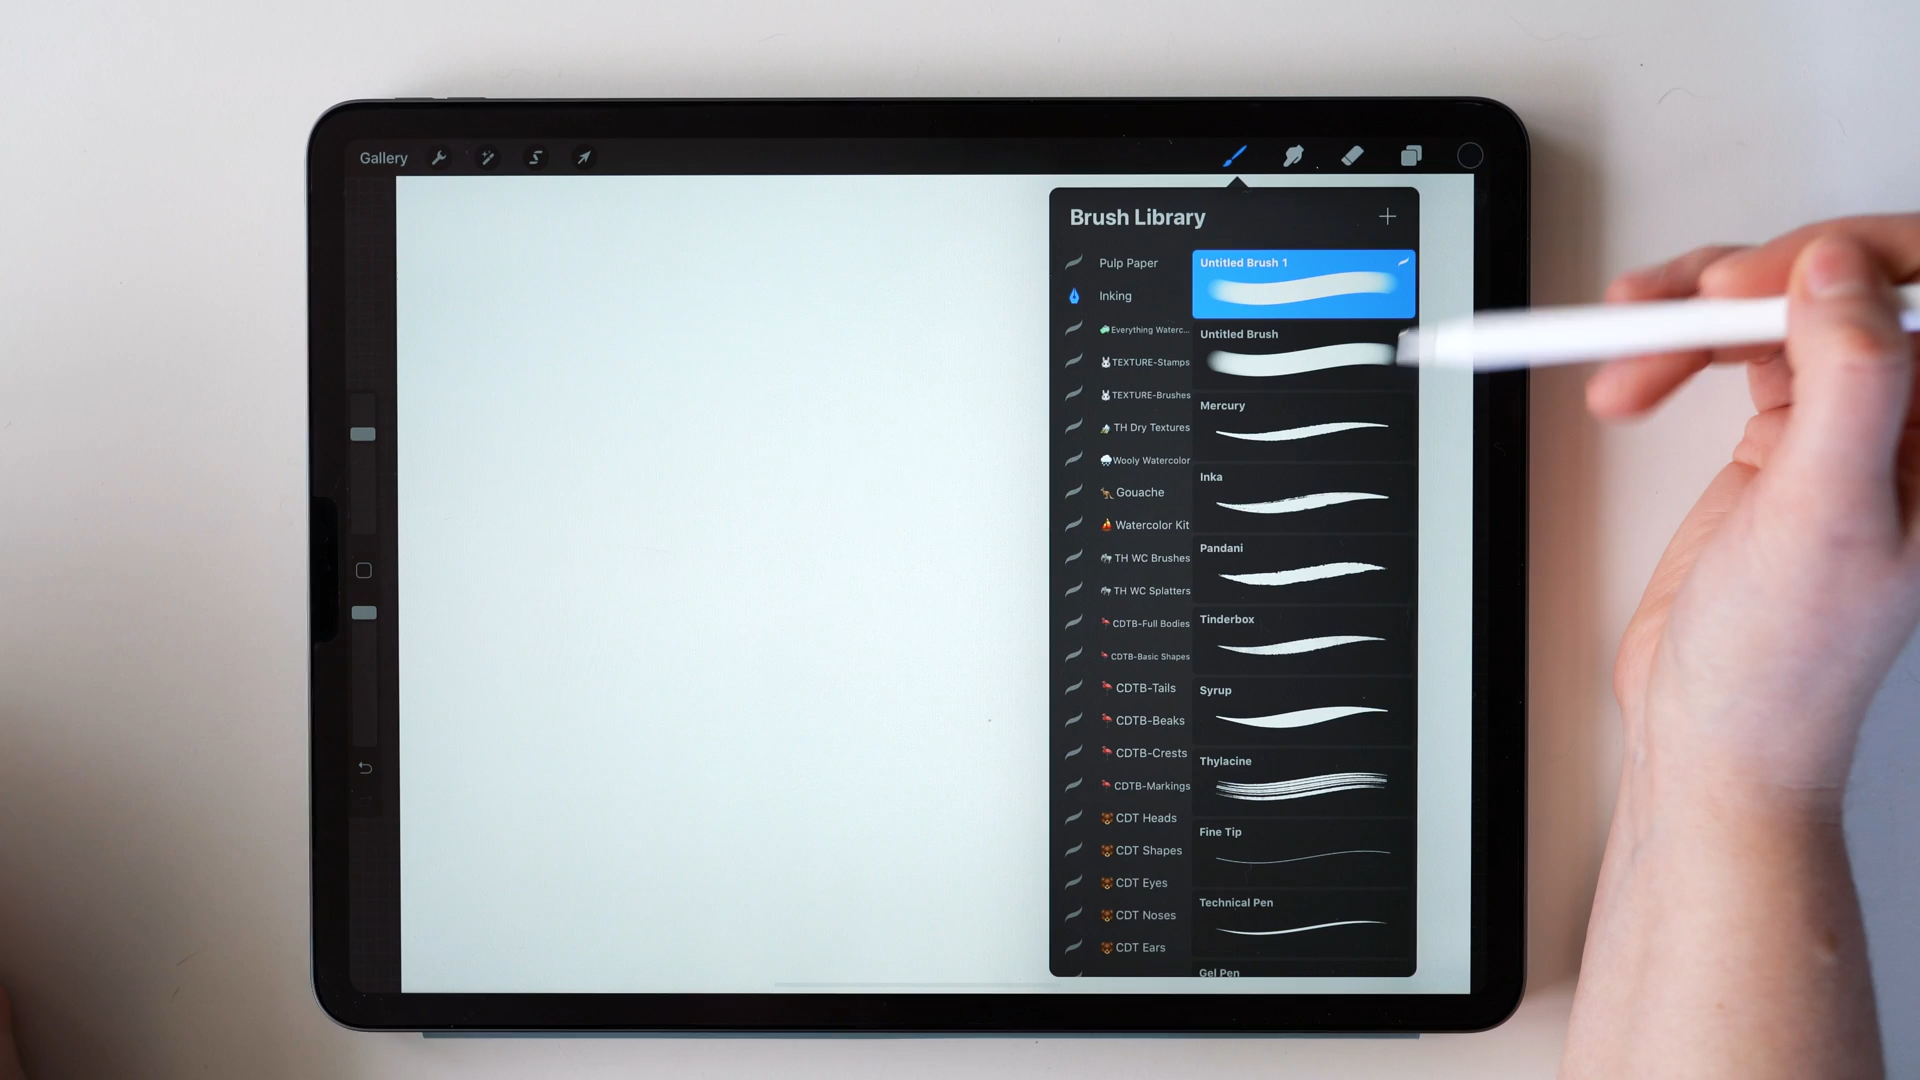 Gallery
Brush Library
Pulp Paper
Inking
Everything Waterc...
TEXTURE-Stamps
TEXTURE-Brushes
TH Dry Textures
Wooly Watercolor
Gouache
Watercolor Kit
TH WC Brushes
TH WC Splatters
CDTB-Full Bodies
CDTB-Basic Shapes
CDTB-Tails
CDTB-Beaks
CDTB-Crests
CDTB-Markings
CDT Heads
CDT Shapes
CDT Eyes
CDT Noses
CDT Ears
Untitled Brush 1
Untitled Brush
Mercury
Inka
Pandani
Tinderbox
Syrup
Thylacine
Fine Tip
Technical Pen
Gel Pen